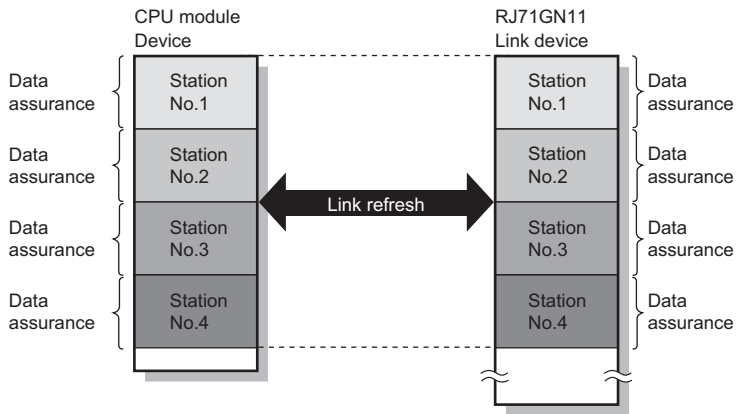 CPU module
Device
RJ71GN11
Link device
Data
assurance
Station
No.1
Station
No.1
Data
assurance
Data
assurance
Station
No.2
Station
No.2
Data
assurance
Link refresh
Data
assurance
Station
No.3
Station
No.3
Data
assurance
Data
assurance
Station
No.4
Station
No.4
Data
assurance